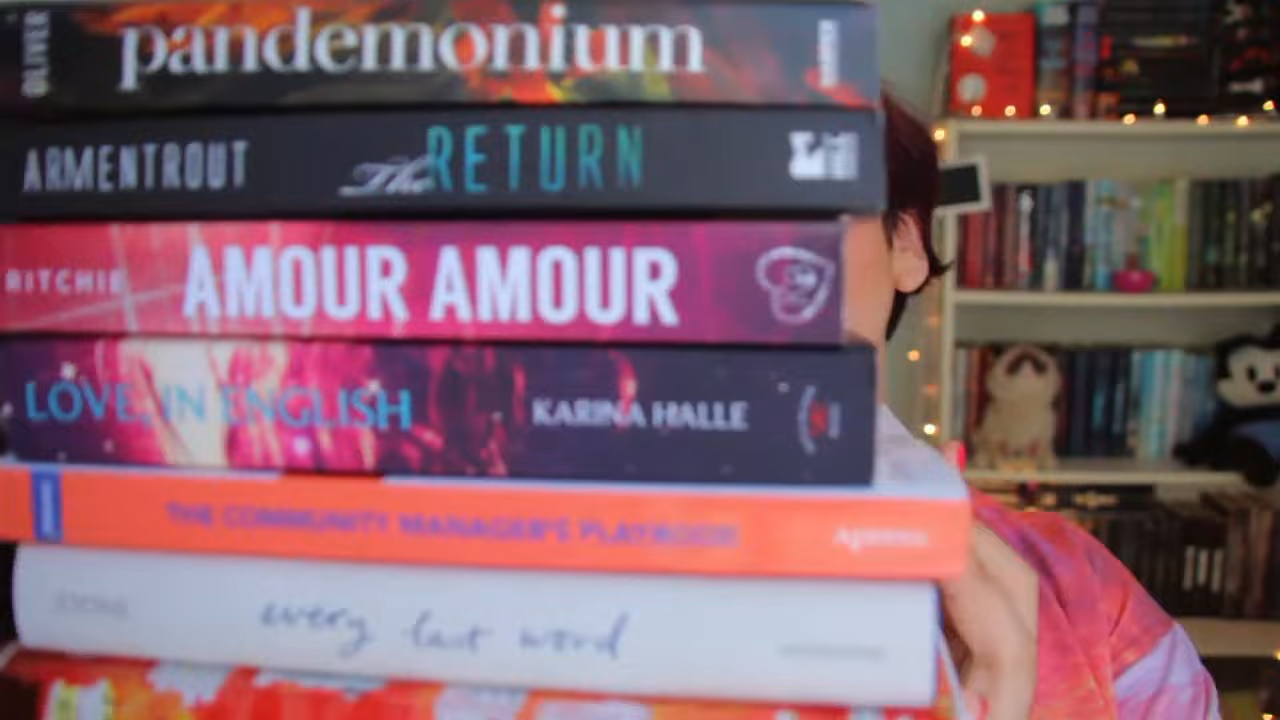 OLIVER pandemonium
ARMENTROUT The RETURN
RITCHIE AMOUR AMOUR
LOVE, IN ENGLISH KARINA HALLE
THE COMMUNITY MANAGER'S PLAYBOOK Apress
every last word